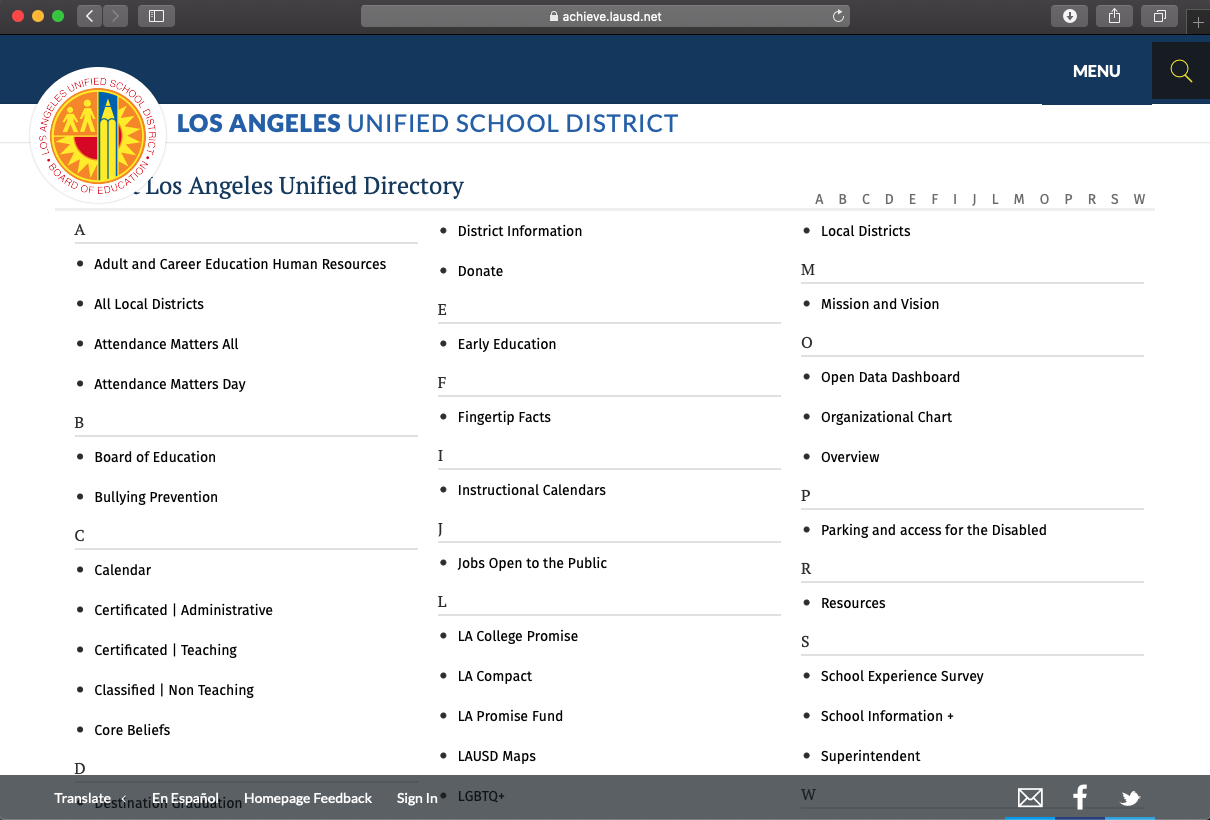 achieve.lausd.net
MENU
LOS ANGELES UNIFIED SCHOOL DISTRICT
• BOARD OF EDUCATION •
LOS ANGELES UNIFIED SCHOOL DISTRICT
Los Angeles Unified Directory
A B C D E F I J L M O P R S W
A
Adult and Career Education Human Resources
All Local Districts
Attendance Matters All
Attendance Matters Day
B
Board of Education
Bullying Prevention
C
Calendar
Certificated | Administrative
Certificated | Teaching
Classified | Non Teaching
Core Beliefs
D
Destination Graduation
District Information
Donate
E
Early Education
F
Fingertip Facts
I
Instructional Calendars
J
Jobs Open to the Public
L
LA College Promise
LA Compact
LA Promise Fund
LAUSD Maps
LGBTQ+
Local Districts
M
Mission and Vision
O
Open Data Dashboard
Organizational Chart
Overview
P
Parking and access for the Disabled
R
Resources
S
School Experience Survey
School Information +
Superintendent
W
Translate ‹ En Español Homepage Feedback Sign In